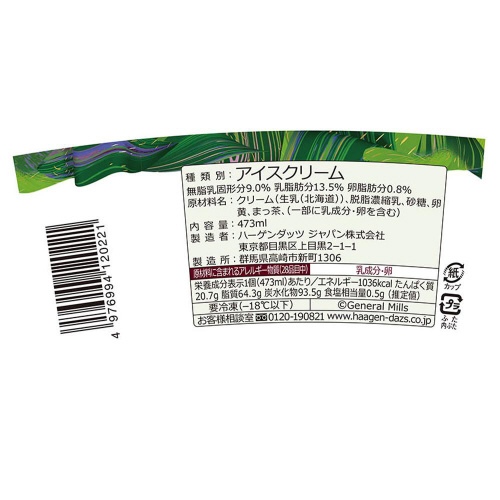 種類別:アイスクリーム
無脂乳固形分9.0% 乳脂肪分13.5% 卵脂肪分0.8%
原材料名:クリーム(生乳(北海道))、脱脂濃縮乳、砂糖、卵
黄、まっ茶、(一部に乳成分・卵を含む)
内容量:473ml
製造者:ハーゲンダッツ ジャパン株式会社
東京都目黒区上目黒2-1-1
製造所:群馬県高崎市新町1306
原材料に含まれるアレルギー物質(28品目中) 乳成分・卵
栄養成分表示1個(473ml)あたり/エネルギー1036kcal たんぱく質
20.7g 脂質64.3g 炭水化物93.5g 食塩相当量0.5g (推定値)
要冷凍(-18℃以下) ©General Mills
お客様相談室 0120-190821 www.haagen-dazs.co.jp
4 976994 120221
紙
カップ
プラ
ふた
内ぶた